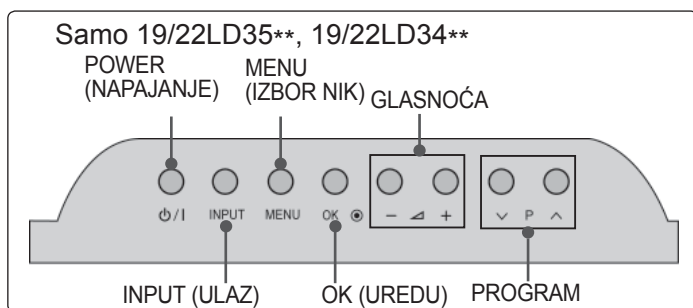 Samo 19/22LD35**, 19/22LD34**
POWER
(NAPAJANJE)
MENU
(IZBOR NIK)
GLASNOĆA
⏻/I INPUT MENU OK ⦿ − ⊿ + ∨ P ∧
INPUT (ULAZ) OK (UREDU) PROGRAM